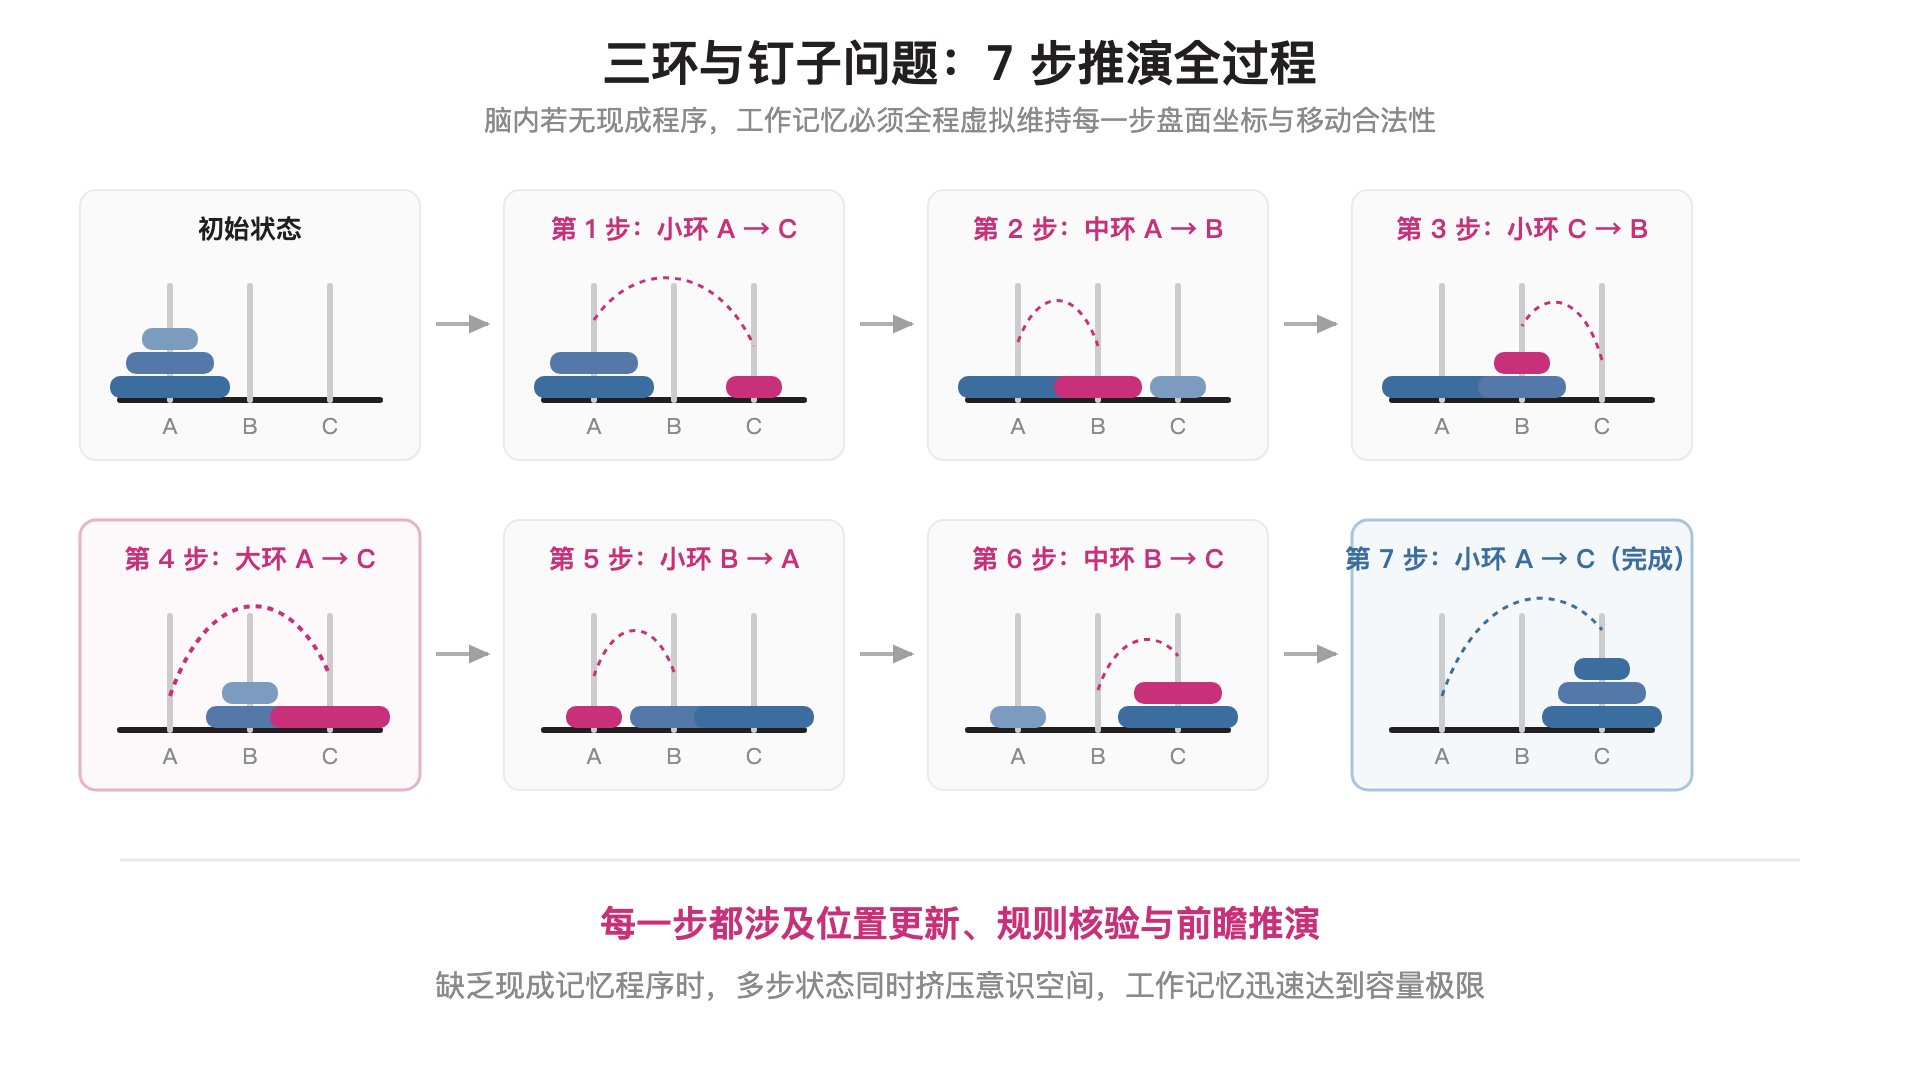 三环与钉子问题：7 步推演全过程
脑内若无现成程序，工作记忆必须全程虚拟维持每一步盘面坐标与移动合法性
初始状态
A B C
第 1 步：小环 A → C
A B C
第 2 步：中环 A → B
A B C
第 3 步：小环 C → B
A B C
第 4 步：大环 A → C
A B C
第 5 步：小环 B → A
A B C
第 6 步：中环 B → C
A B C
第 7 步：小环 A → C（完成）
A B C
每一步都涉及位置更新、规则核验与前瞻推演
缺乏现成记忆程序时，多步状态同时挤压意识空间，工作记忆迅速达到容量极限